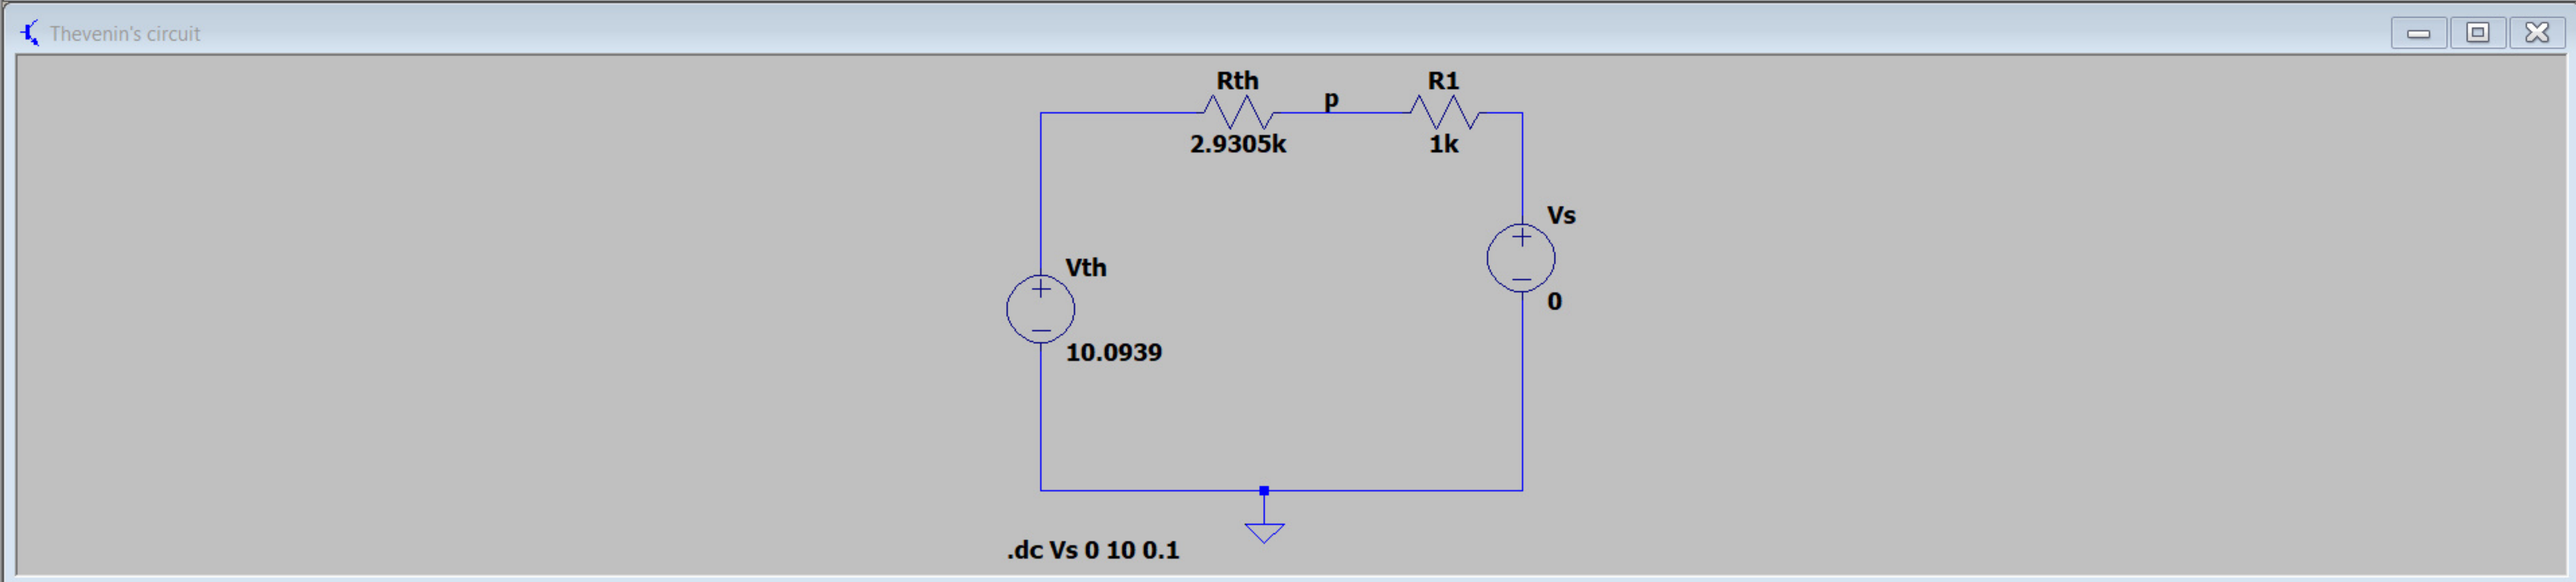 Thevenin's circuit
Rth
p
R1
2.9305k
1k
Vs
Vth
0
10.0939
.dc Vs 0 10 0.1